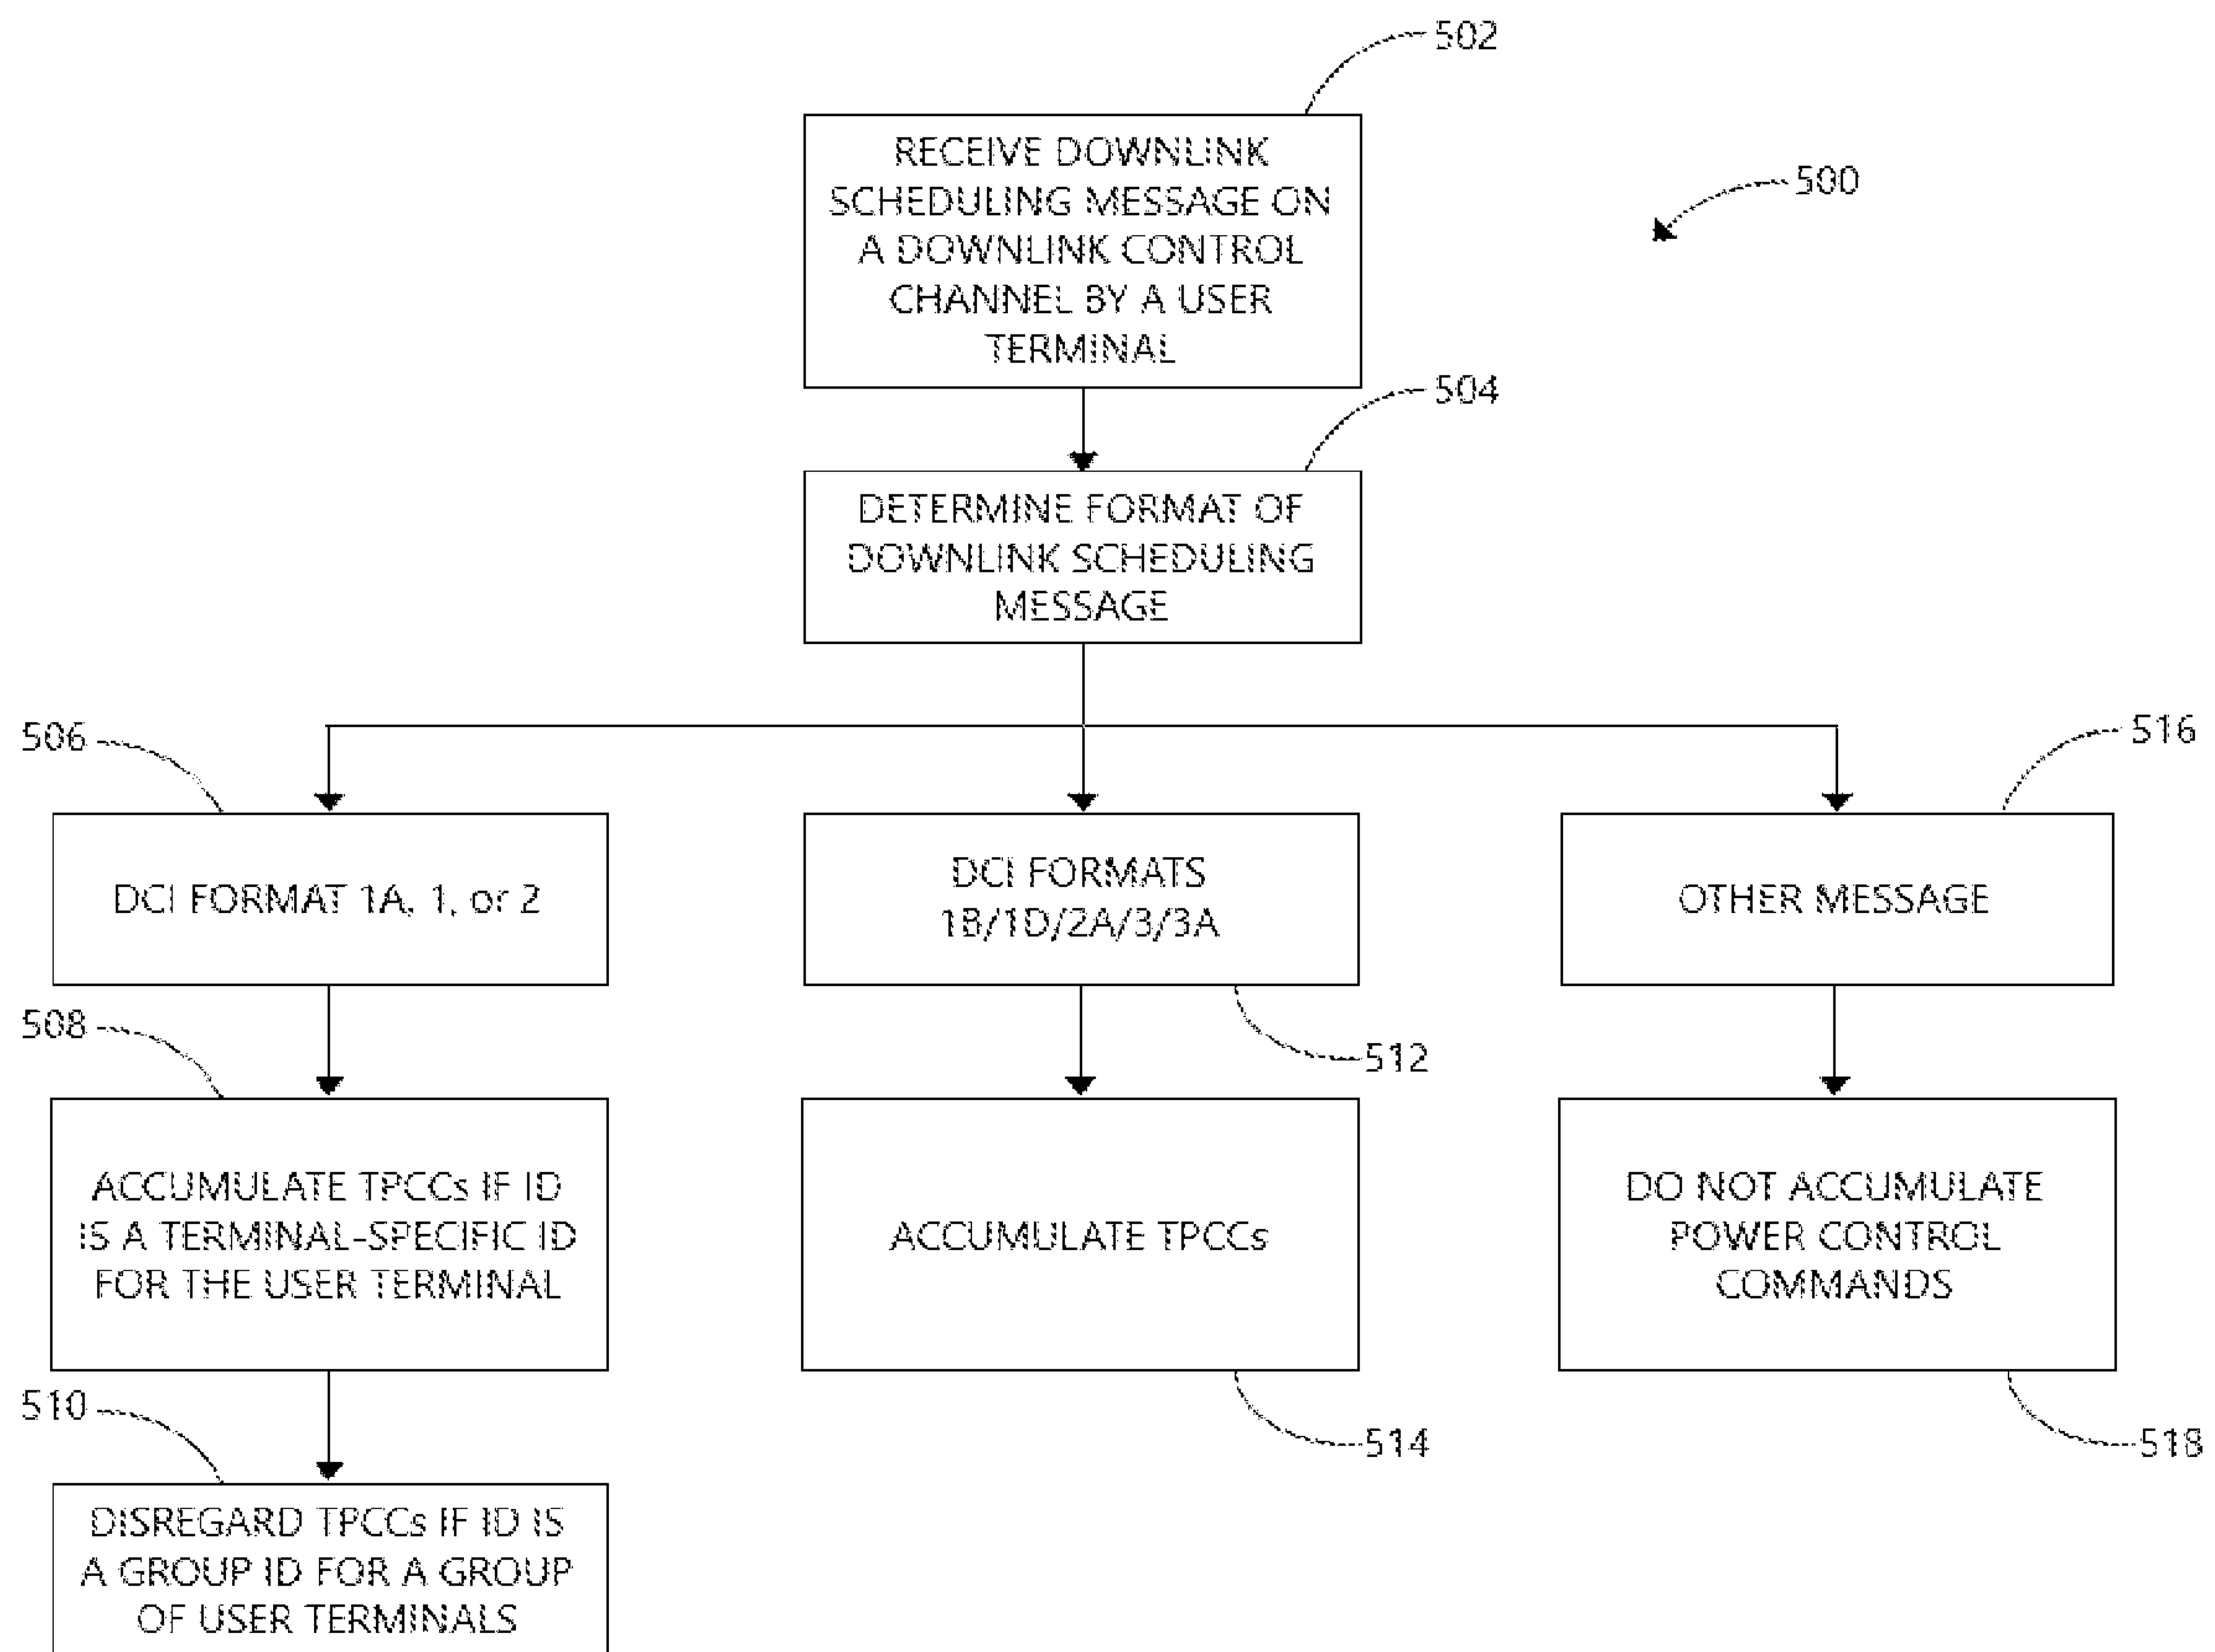 502
RECEIVE DOWNLINK
SCHEDULING MESSAGE ON
A DOWNLINK CONTROL
CHANNEL BY A USER
TERMINAL
500
504
DETERMINE FORMAT OF
DOWNLINK SCHEDULING
MESSAGE
506
DCI FORMAT 1A, 1, or 2
508
ACCUMULATE TPCCs IF ID
IS A TERMINAL-SPECIFIC ID
FOR THE USER TERMINAL
510
DISREGARD TPCCs IF ID IS
A GROUP ID FOR A GROUP
OF USER TERMINALS
DCI FORMATS
1B/1D/2A/3/3A
512
ACCUMULATE TPCCs
514
516
OTHER MESSAGE
DO NOT ACCUMULATE
POWER CONTROL
COMMANDS
518